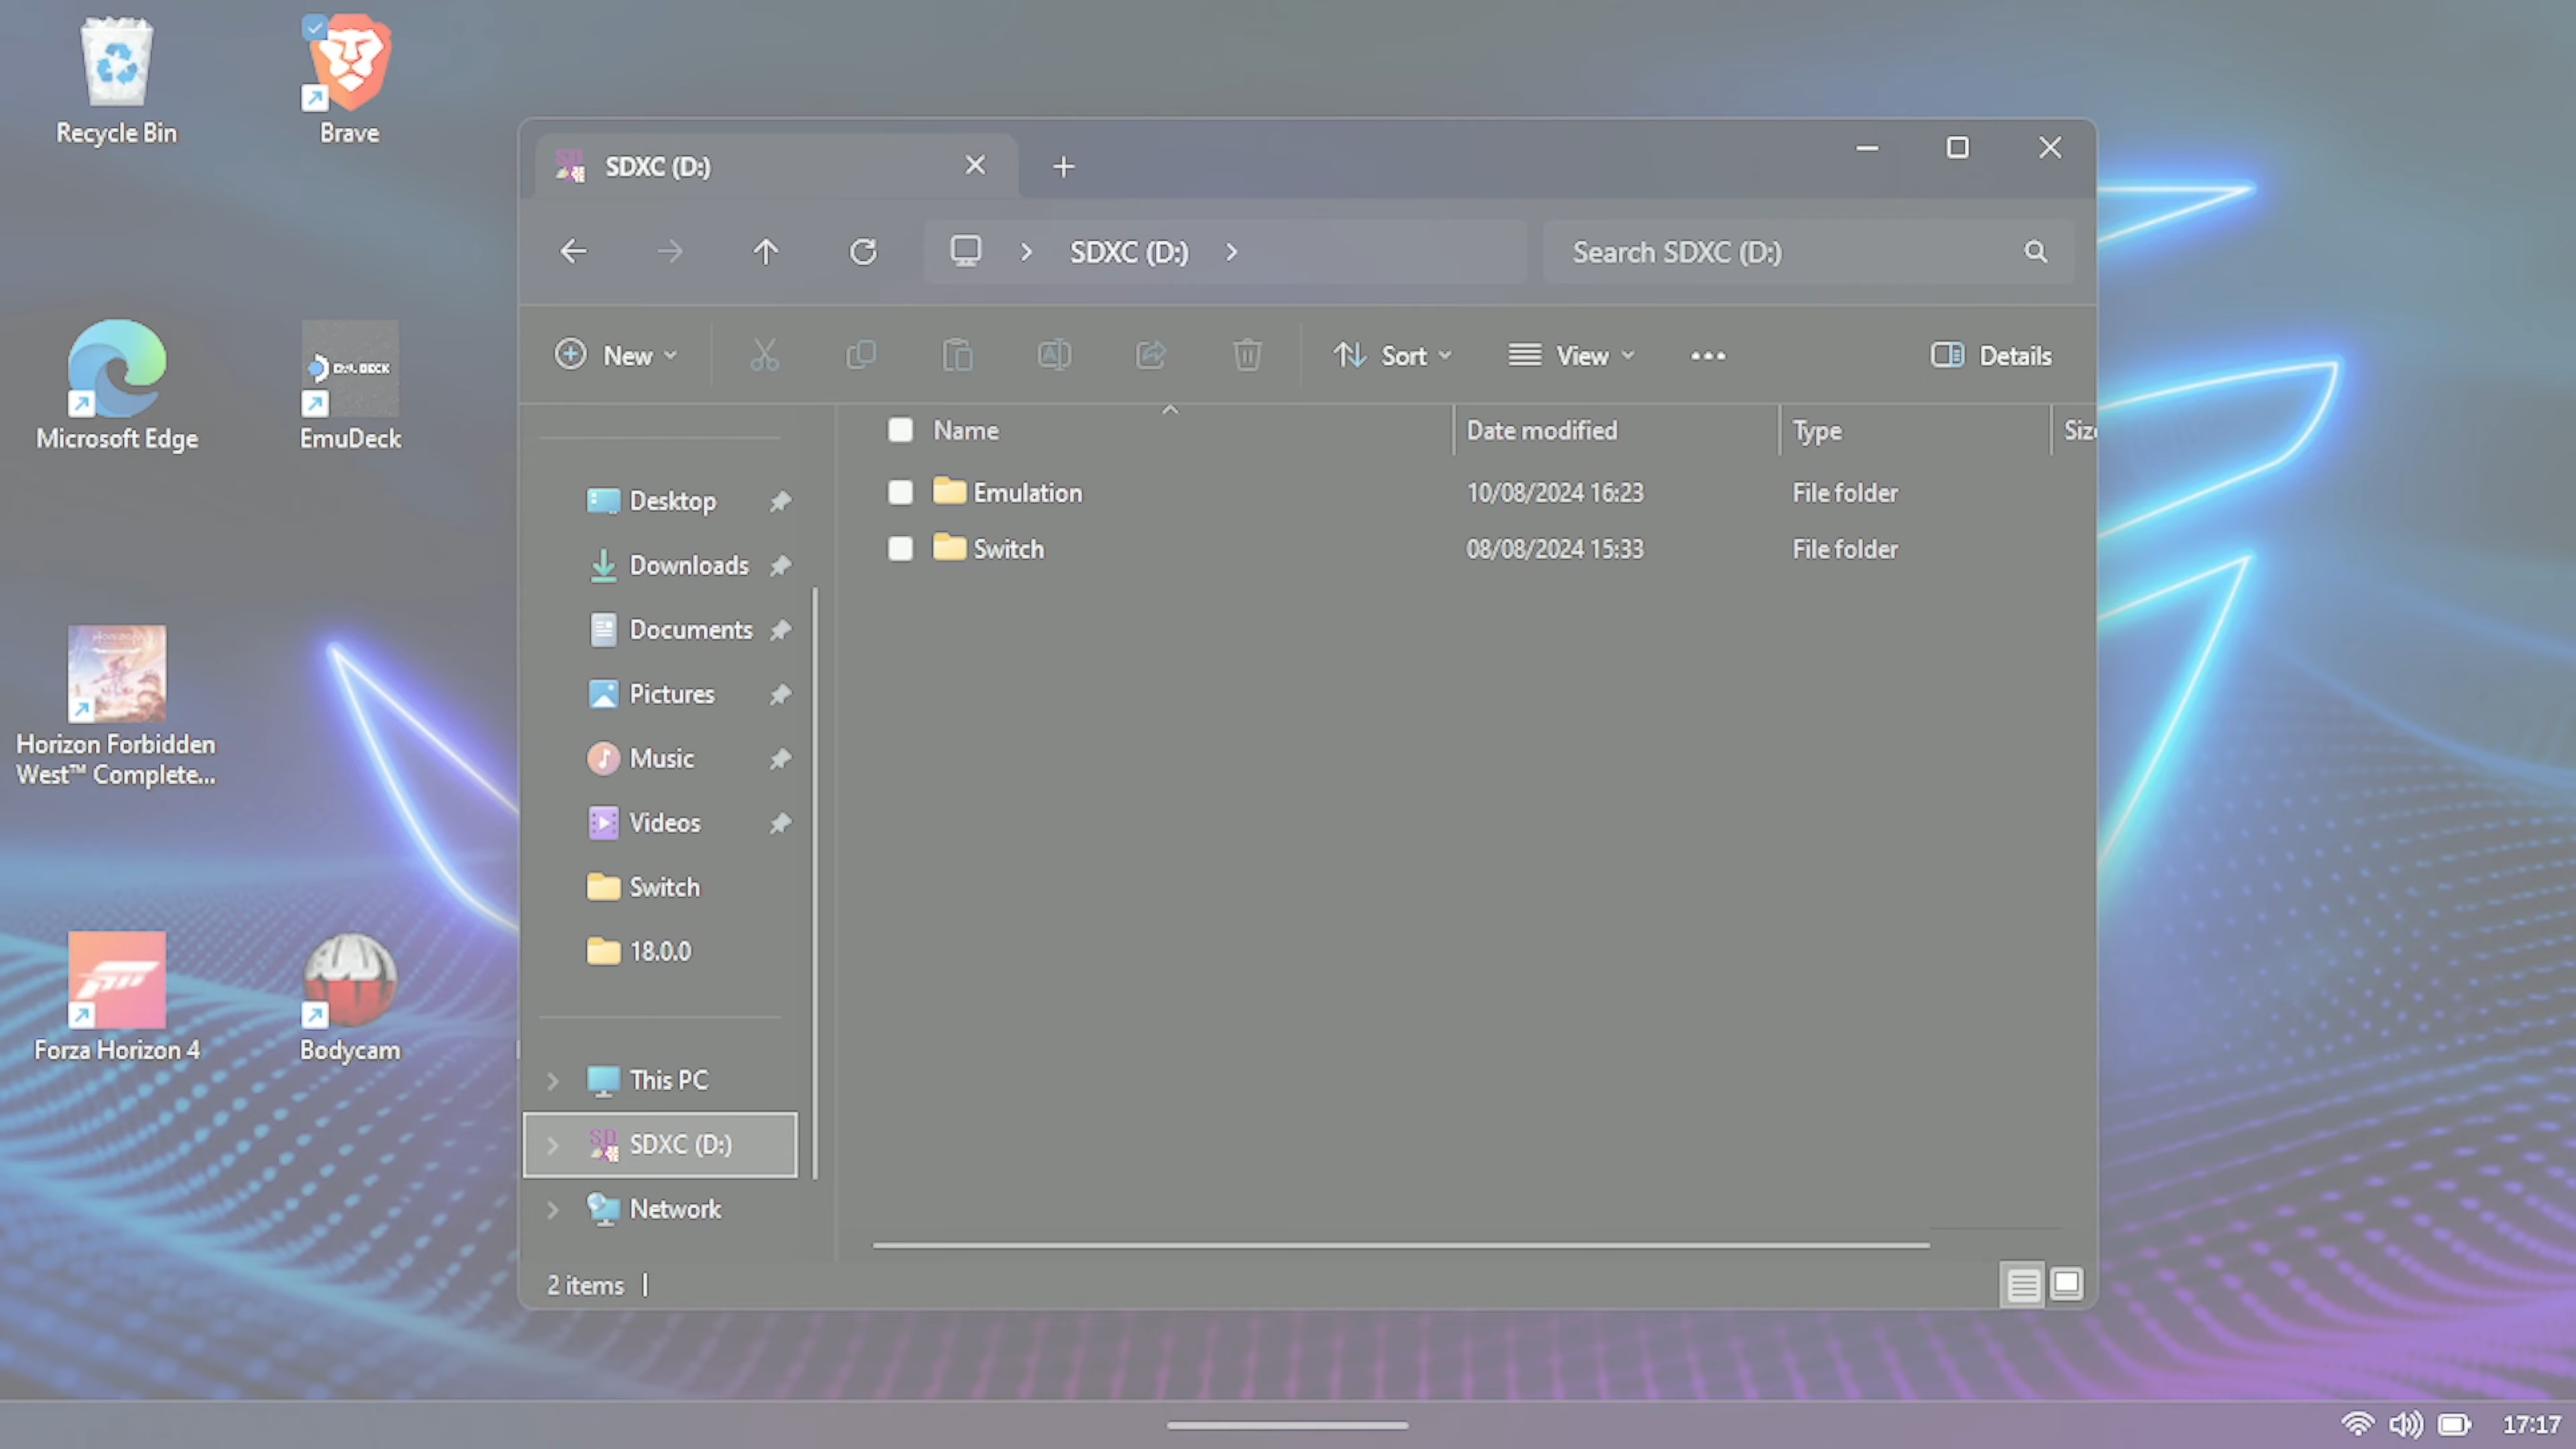 Recycle Bin
Brave
Microsoft Edge
EmuDeck
Horizon Forbidden
West™ Complete...
Forza Horizon 4
Bodycam
SDXC (D:)
SDXC (D:)
Search SDXC (D:)
New
Sort
View
Details
Name
Date modified
Type
Emulation
10/08/2024 16:23
File folder
Switch
08/08/2024 15:33
File folder
Desktop
Downloads
Documents
Pictures
Music
Videos
Switch
18.0.0
This PC
SDXC (D:)
Network
2 items
17:17